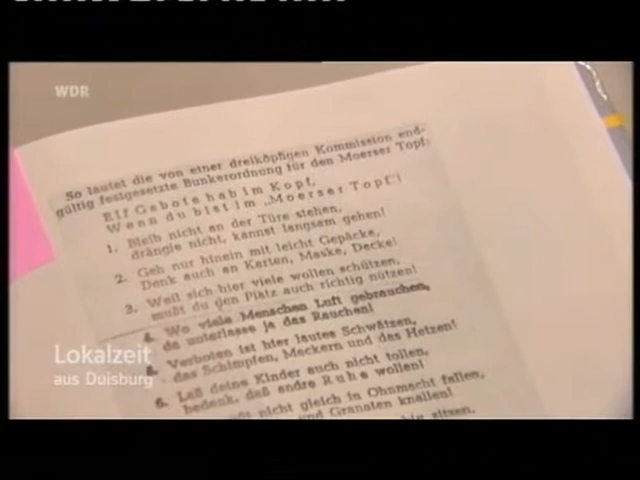 WDR
So lautet die von einer dreiköpfigen Kommission end-
gültig festgesetzte Bunkerordnung für den Moerser Topf:
Elf Gebote hab im Kopf,
Wenn du bist im „Moerser Topf"!
1. Bleib nicht an der Türe stehen,
drängle nicht, kannst langsam gehen!
2. Geh nur hinein mit leicht Gepäcke,
Denk auch an Karten, Maske, Decke!
3. Weil sich hier viele wollen schützen,
mußt du den Platz auch richtig nützen!
4. Wo viele Menschen Luft gebrauchen,
da unterlasse ja das Rauchen!
5. Verboten ist hier lautes Schwätzen,
das Schimpfen, Meckern und das Hetzen!
6. Laß deine Kinder auch nicht tollen,
bedenk, daß andre Ruhe wollen!
nicht gleich in Ohnmacht fallen,
und Granaten knallen!
sitzen.
Lokalzeit
aus Duisburg